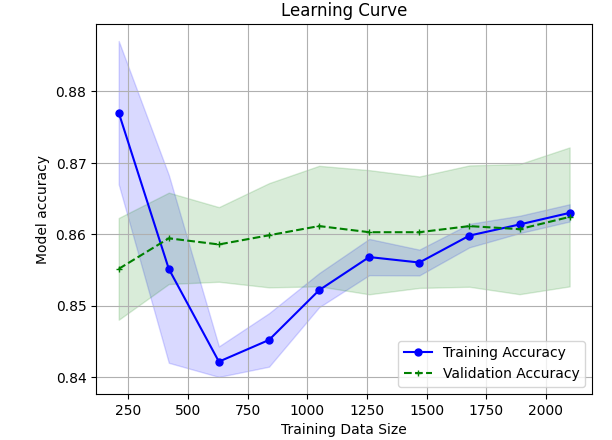 Learning Curve
Model accuracy
0.88
0.87
0.86
0.85
0.84
250 500 750 1000 1250 1500 1750 2000
Training Data Size
Training Accuracy
Validation Accuracy